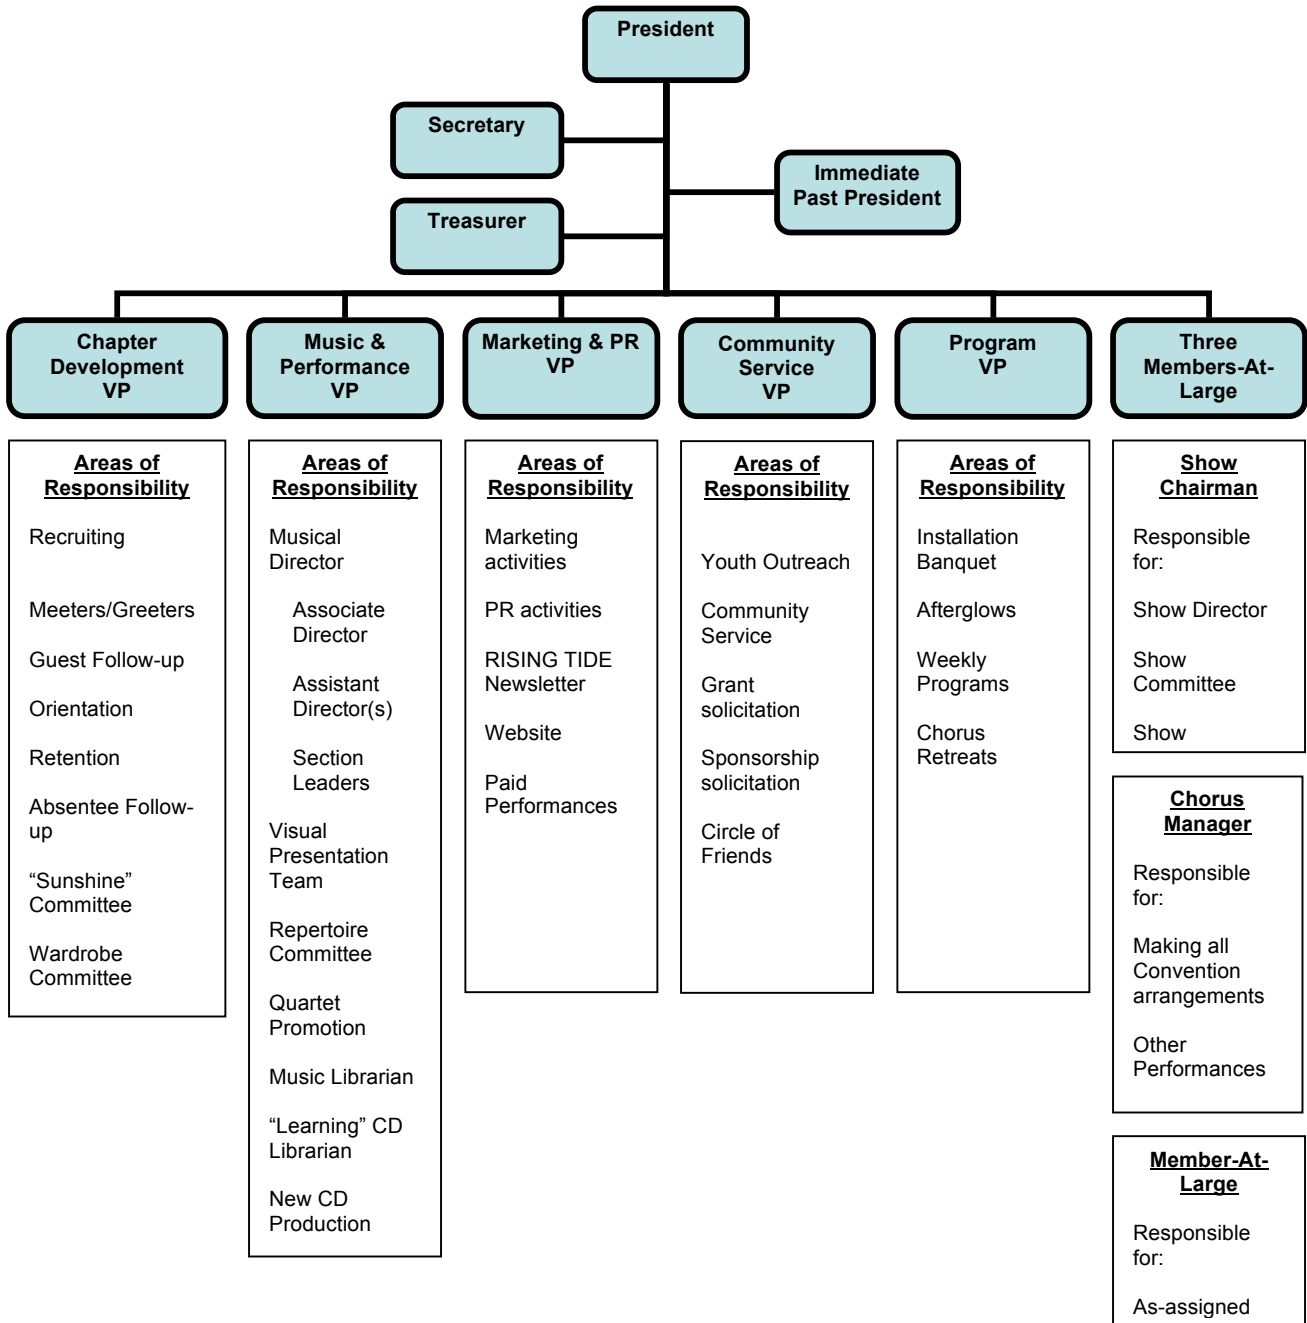 President
Secretary
Immediate
Past President
Treasurer
Chapter
Development
VP
Music &
Performance
VP
Marketing & PR
VP
Community
Service
VP
Program
VP
Three
Members-At-
Large
Areas of
Responsibility
Recruiting
Meeters/Greeters
Guest Follow-up
Orientation
Retention
Absentee Follow-
up
“Sunshine”
Committee
Wardrobe
Committee
Areas of
Responsibility
Musical
Director
Associate
Director
Assistant
Director(s)
Section
Leaders
Visual
Presentation
Team
Repertoire
Committee
Quartet
Promotion
Music Librarian
“Learning” CD
Librarian
New CD
Production
Areas of
Responsibility
Marketing
activities
PR activities
RISING TIDE
Newsletter
Website
Paid
Performances
Areas of
Responsibility
Youth Outreach
Community
Service
Grant
solicitation
Sponsorship
solicitation
Circle of
Friends
Areas of
Responsibility
Installation
Banquet
Afterglows
Weekly
Programs
Chorus
Retreats
Show
Chairman
Responsible
for:
Show Director
Show
Committee
Show
Chorus
Manager
Responsible
for:
Making all
Convention
arrangements
Other
Performances
Member-At-
Large
Responsible
for:
As-assigned